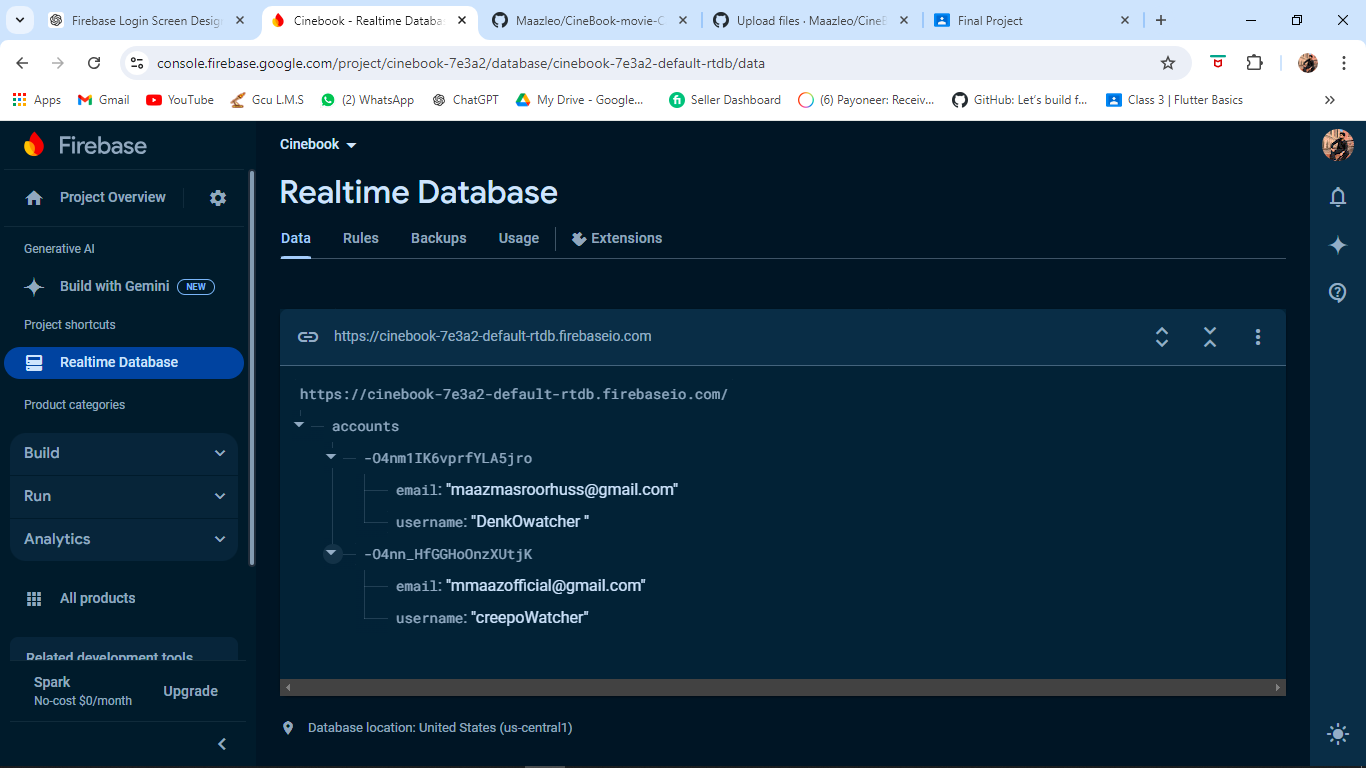 Firebase Login Screen Desig
Cinebook - Realtime Databa
Maazleo/CineBook-movie-
Upload files · Maazleo/CineB
Final Project
console.firebase.google.com/project/cinebook-7e3a2/database/cinebook-7e3a2-default-rtdb/data
Apps
Gmail
YouTube
Gcu L.M.S
(2) WhatsApp
ChatGPT
My Drive - Google...
Seller Dashboard
(6) Payoneer: Receiv...
GitHub: Let's build f...
Class 3 | Flutter Basics
Firebase
Project Overview
Generative AI
Build with Gemini NEW
Project shortcuts
Realtime Database
Product categories
Build
Run
Analytics
All products
Related development tools
Spark
No-cost $0/month
Upgrade
Cinebook
Realtime Database
Data Rules Backups Usage Extensions
https://cinebook-7e3a2-default-rtdb.firebaseio.com
https://cinebook-7e3a2-default-rtdb.firebaseio.com/
accounts
-O4nm1IK6vprfYLA5jro
email: "maazmasroorhuss@gmail.com"
username: "DenkOwatcher "
-O4nn_HfGGHoOnzXUtjK
email: "mmaazofficial@gmail.com"
username: "creepoWatcher"
Database location: United States (us-central1)